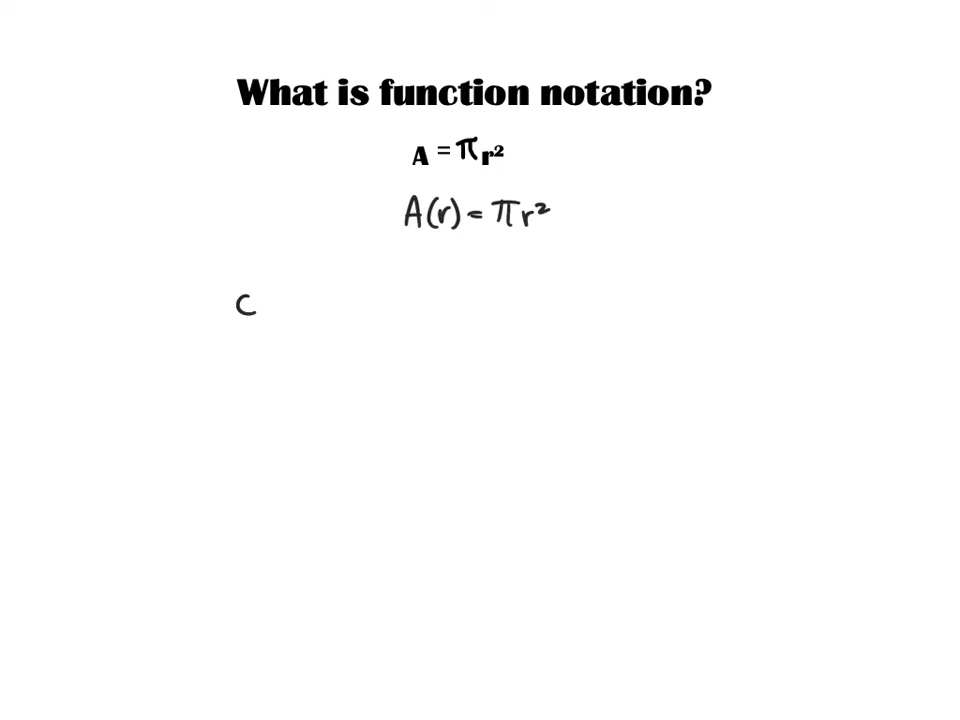 What is function notation?
A = πr²
A(r) = πr²
C